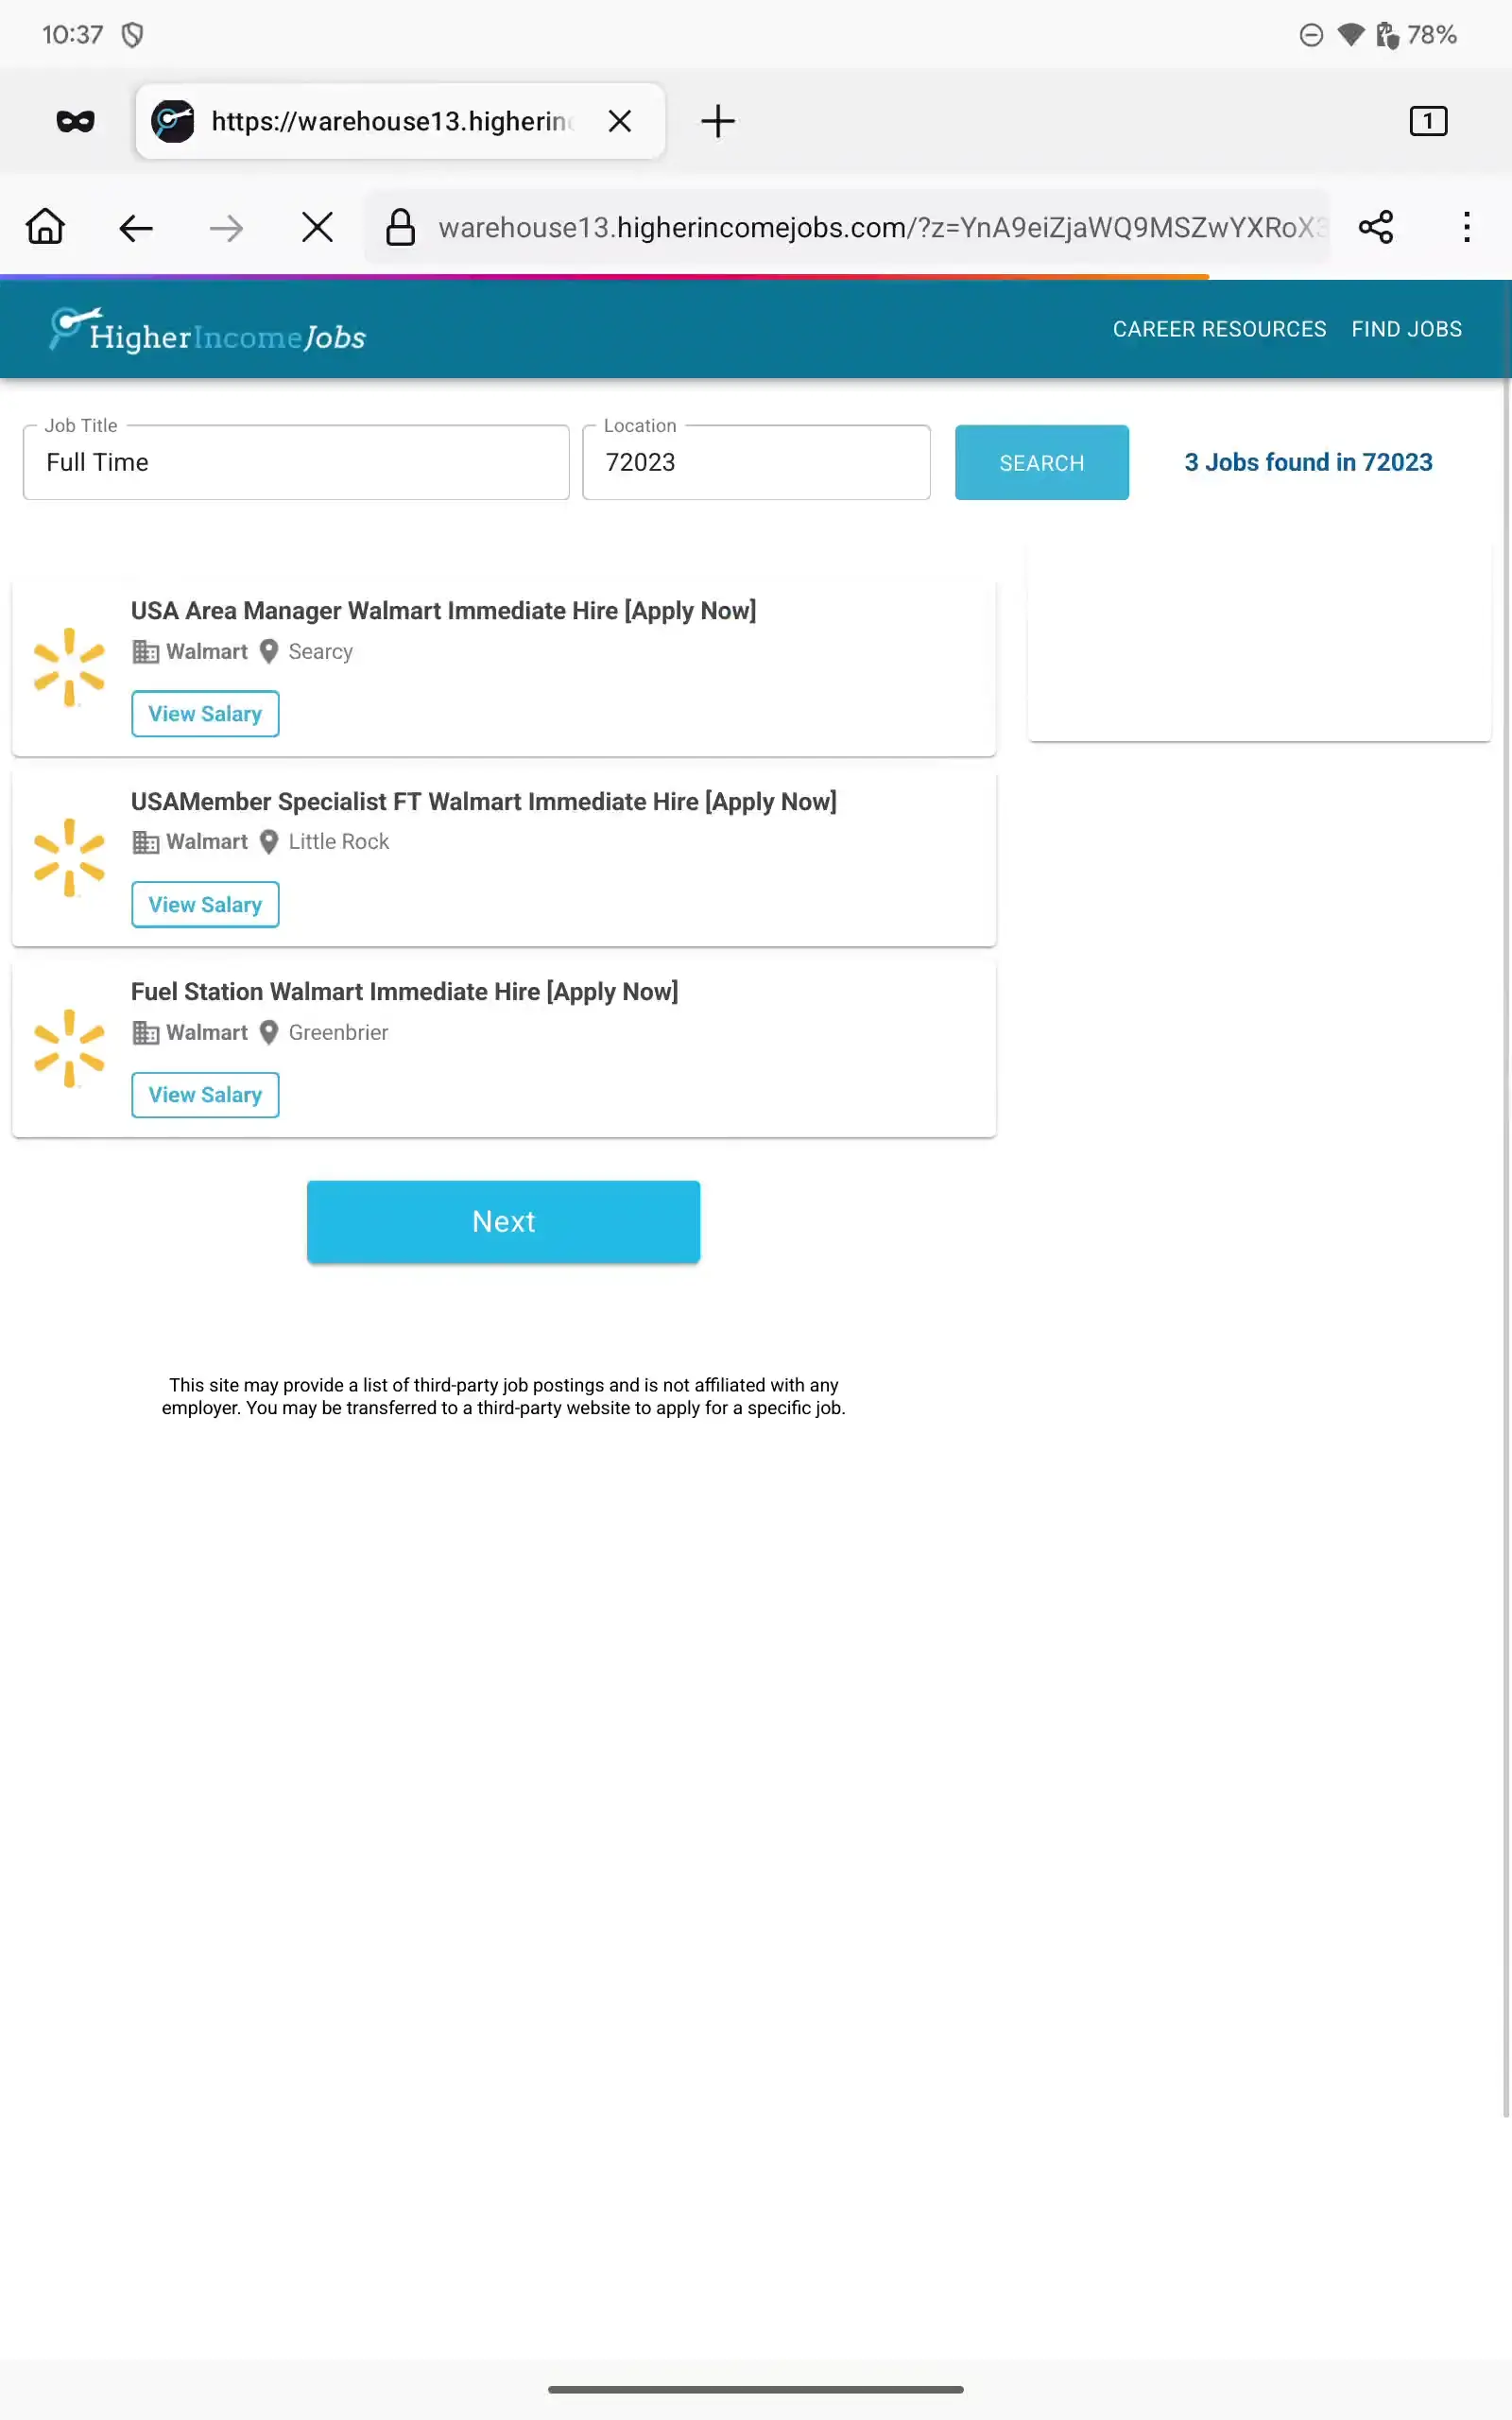 10:37
78%
https://warehouse13.higherin
1
warehouse13.higherincomejobs.com/?z=YnA9eiZjaWQ9MSZwYXRoX3
HigherIncomeJobs
CAREER RESOURCES FIND JOBS
Job Title
Full Time
Location
72023
SEARCH
3 Jobs found in 72023
USA Area Manager Walmart Immediate Hire [Apply Now]
Walmart Searcy
View Salary
USAMember Specialist FT Walmart Immediate Hire [Apply Now]
Walmart Little Rock
View Salary
Fuel Station Walmart Immediate Hire [Apply Now]
Walmart Greenbrier
View Salary
Next
This site may provide a list of third-party job postings and is not affiliated with any
employer. You may be transferred to a third-party website to apply for a specific job.